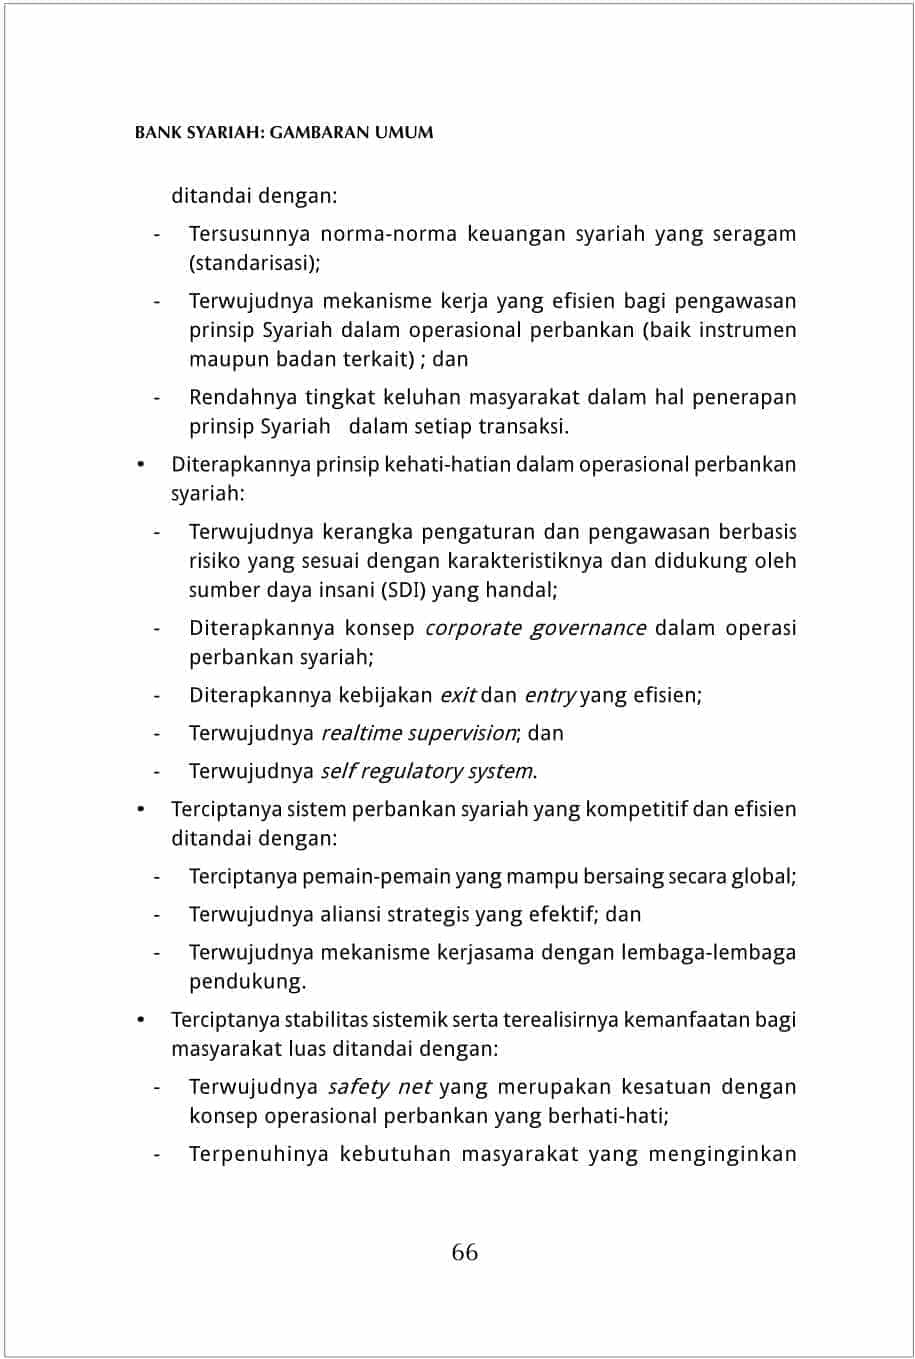 BANK SYARIAH: GAMBARAN UMUM
ditandai dengan:
- Tersusunnya norma-norma keuangan syariah yang seragam
(standarisasi);
- Terwujudnya mekanisme kerja yang efisien bagi pengawasan
prinsip Syariah dalam operasional perbankan (baik instrumen
maupun badan terkait) ; dan
- Rendahnya tingkat keluhan masyarakat dalam hal penerapan
prinsip Syariah dalam setiap transaksi.
• Diterapkannya prinsip kehati-hatian dalam operasional perbankan
syariah:
- Terwujudnya kerangka pengaturan dan pengawasan berbasis
risiko yang sesuai dengan karakteristiknya dan didukung oleh
sumber daya insani (SDI) yang handal;
- Diterapkannya konsep corporate governance dalam operasi
perbankan syariah;
- Diterapkannya kebijakan exit dan entry yang efisien;
- Terwujudnya realtime supervision; dan
- Terwujudnya self regulatory system.
• Terciptanya sistem perbankan syariah yang kompetitif dan efisien
ditandai dengan:
- Terciptanya pemain-pemain yang mampu bersaing secara global;
- Terwujudnya aliansi strategis yang efektif; dan
- Terwujudnya mekanisme kerjasama dengan lembaga-lembaga
pendukung.
• Terciptanya stabilitas sistemik serta terealisirnya kemanfaatan bagi
masyarakat luas ditandai dengan:
- Terwujudnya safety net yang merupakan kesatuan dengan
konsep operasional perbankan yang berhati-hati;
- Terpenuhinya kebutuhan masyarakat yang menginginkan
66